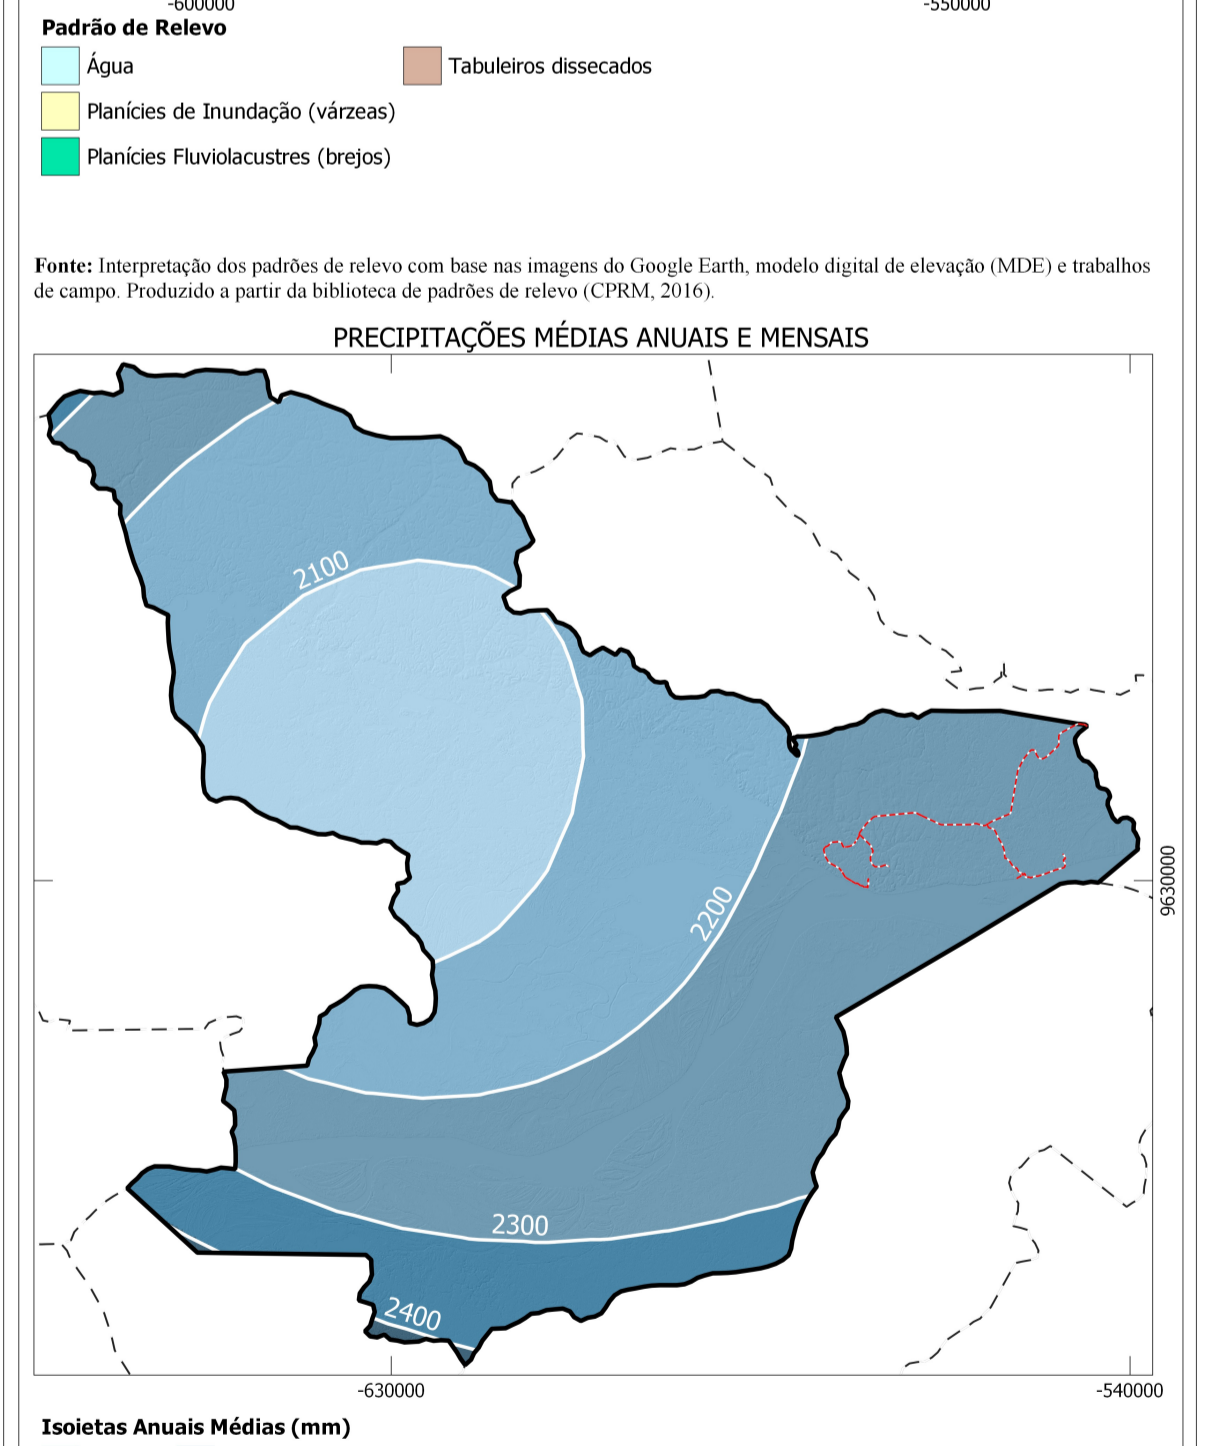 -600000 -550000
Padrão de Relevo
Água
Tabuleiros dissecados
Planícies de Inundação (várzeas)
Planícies Fluviolacustres (brejos)
Fonte: Interpretação dos padrões de relevo com base nas imagens do Google Earth, modelo digital de elevação (MDE) e trabalhos
de campo. Produzido a partir da biblioteca de padrões de relevo (CPRM, 2016).
PRECIPITAÇÕES MÉDIAS ANUAIS E MENSAIS
2100
9630000
2200
2300
2400
-630000 -540000
Isoietas Anuais Médias (mm)